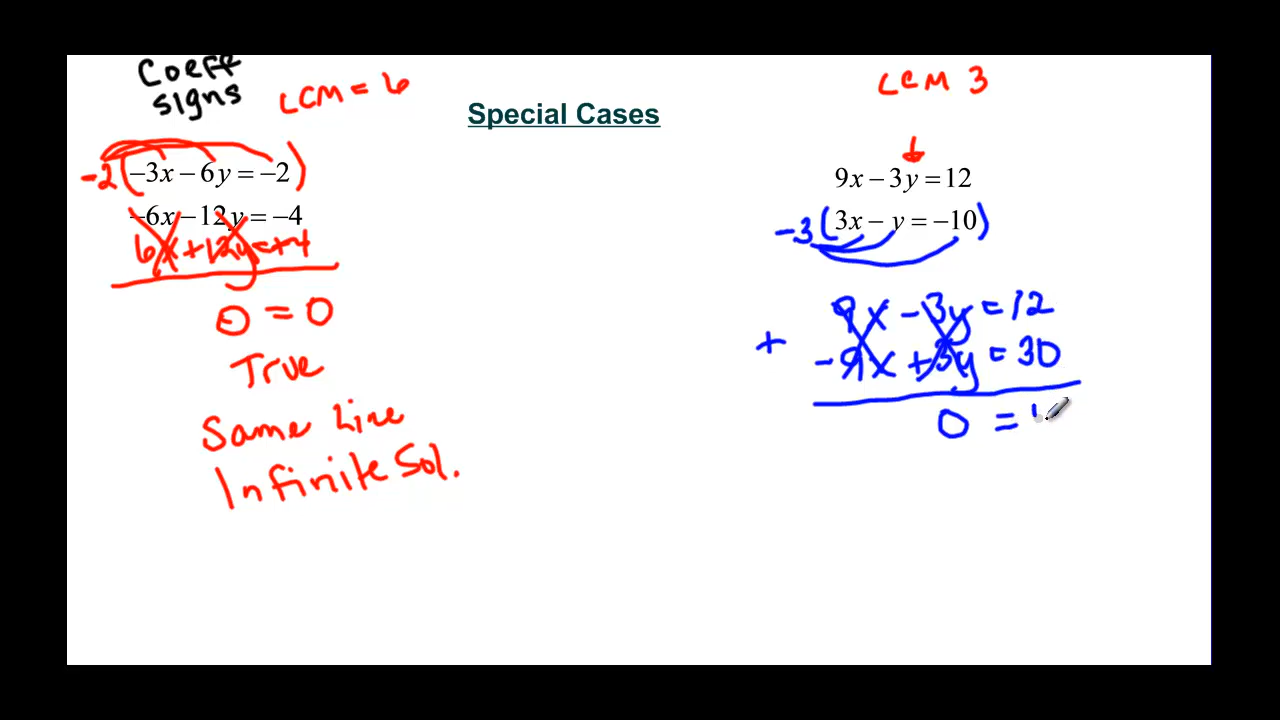 Coeff
signs
LCM = 6
Special Cases
-2(−3x − 6y = −2)
−6x − 12y = −4
6x + 12y = +4
0 = 0
True
Same Line
Infinite Sol.
LCM 3
9x − 3y = 12
-3(3x − y = −10)
9x - 3y = 12
+ -9x + 3y = 30
0 =